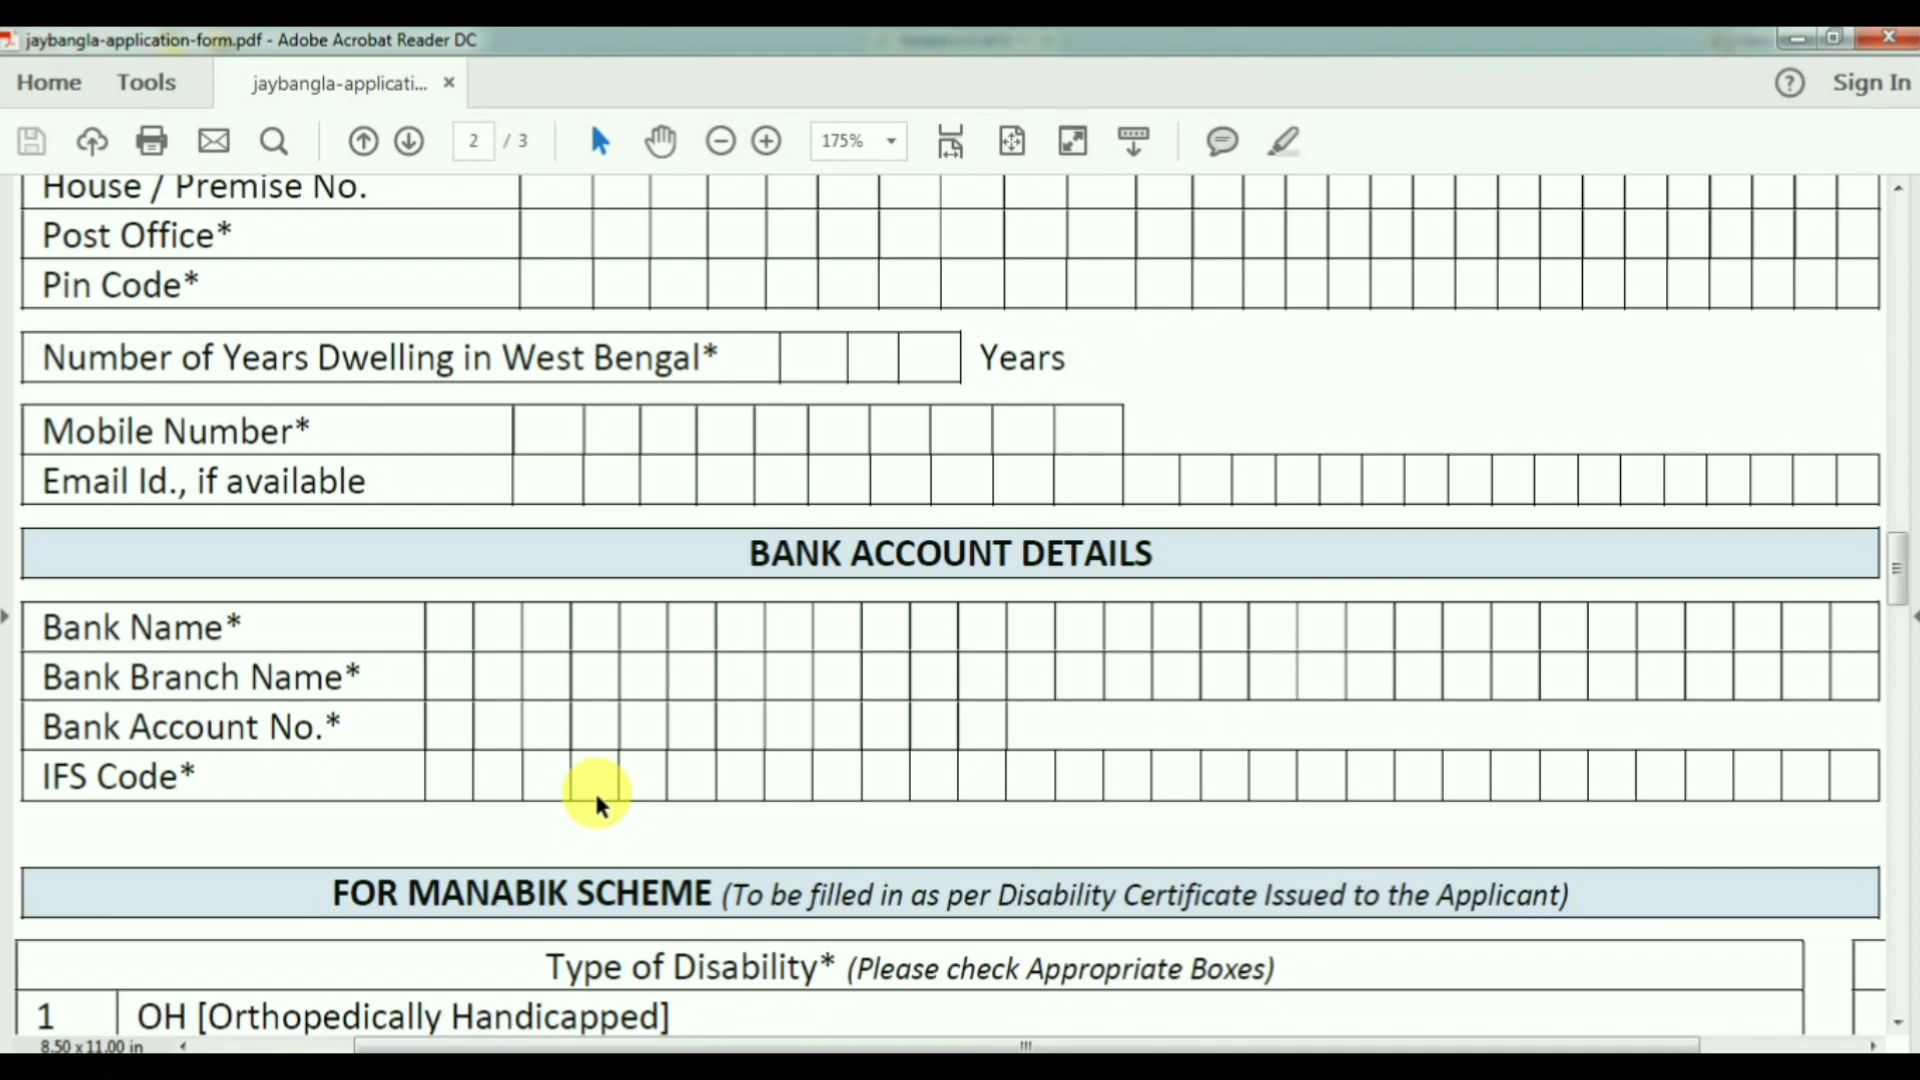 jaybangla-application-form.pdf - Adobe Acrobat Reader DC
Home Tools jaybangla-applicati... × ? Sign In
2 / 3 175%
House / Premise No.
Post Office*
Pin Code*
Number of Years Dwelling in West Bengal* Years
Mobile Number*
Email Id., if available
BANK ACCOUNT DETAILS
Bank Name*
Bank Branch Name*
Bank Account No.*
IFS Code*
FOR MANABIK SCHEME (To be filled in as per Disability Certificate Issued to the Applicant)
Type of Disability* (Please check Appropriate Boxes)
1 OH [Orthopedically Handicapped]
8.50 x 11.00 in